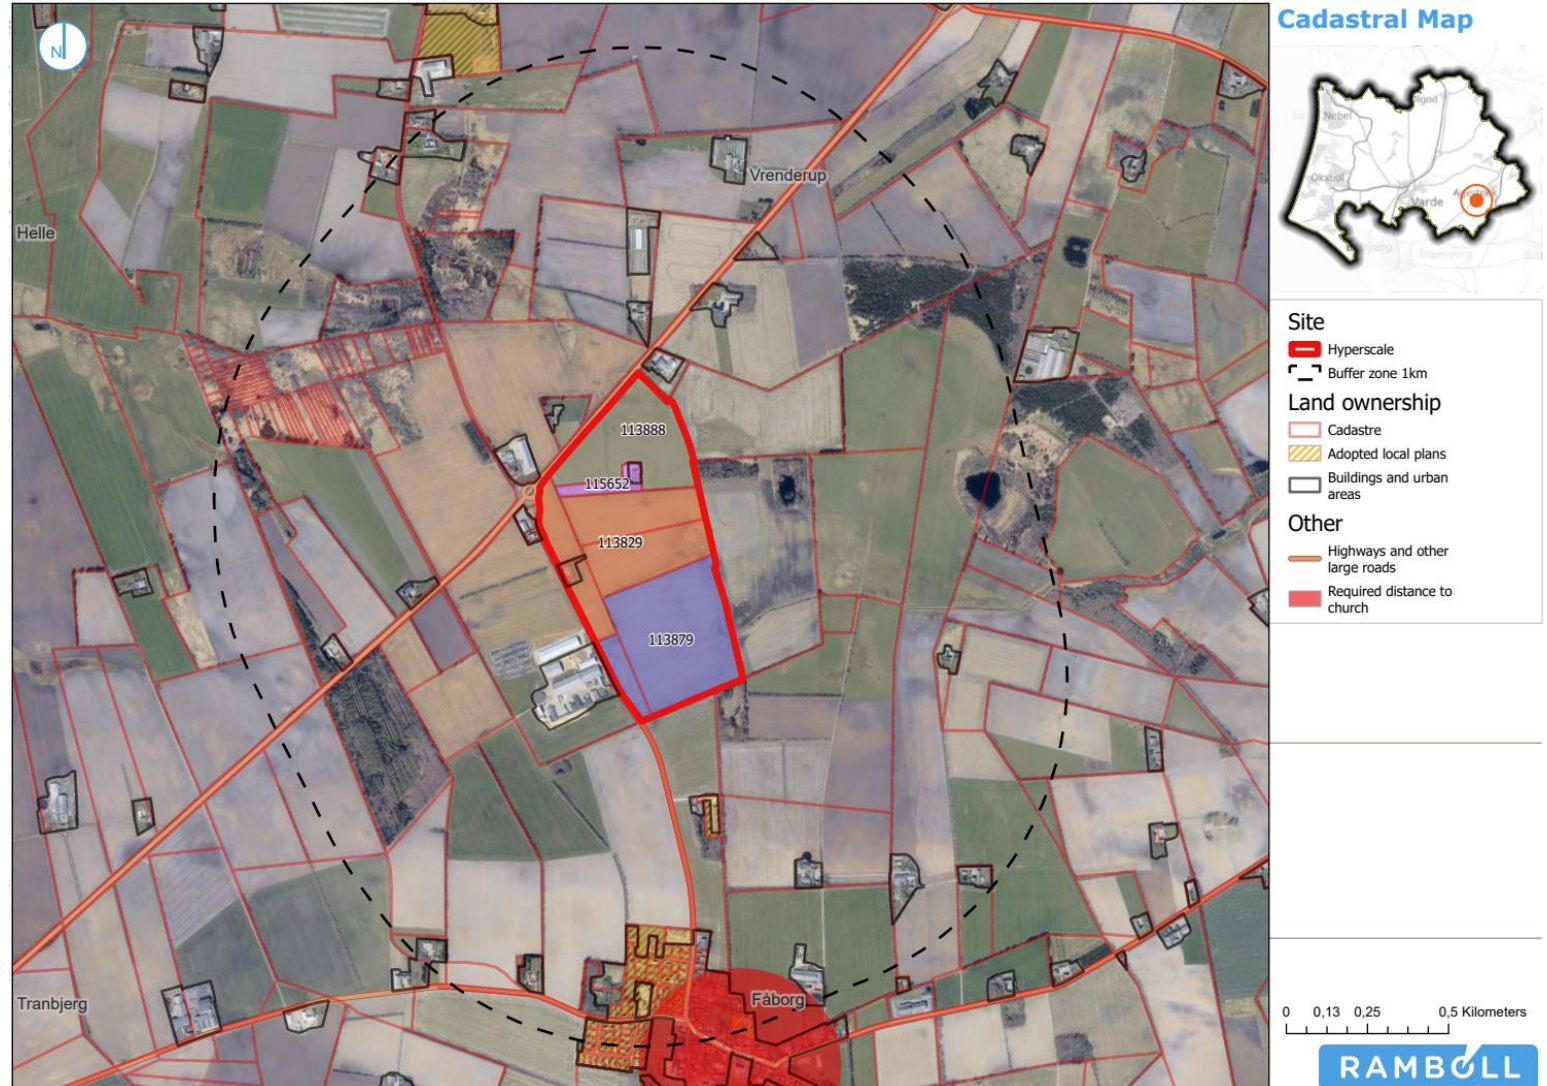 Cadastral Map
N
Vrenderup
Helle
113888
115652
113829
113879
Tranbjerg
Fåborg
Nebel
Oksbøl
Varde
Site
Hyperscale
Buffer zone 1km
Land ownership
Cadastre
Adopted local plans
Buildings and urban
areas
Other
Highways and other
large roads
Required distance to
church
0 0,13 0,25 0,5 Kilometers
RAMBOLL